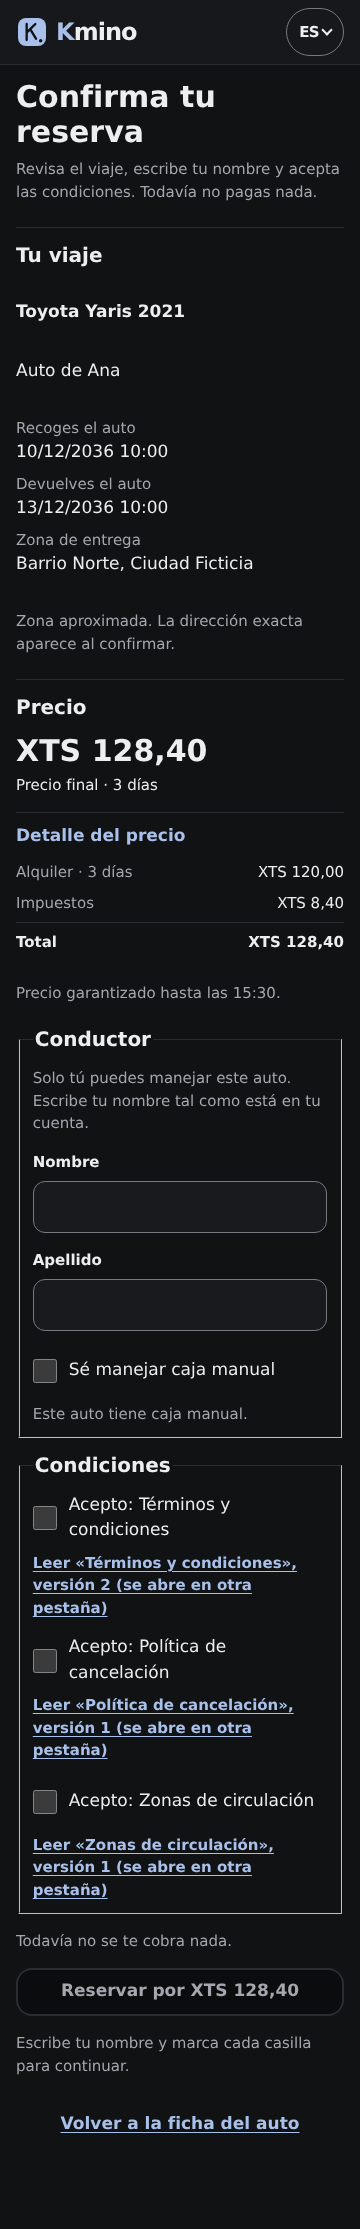 K. Kmino
ES
Confirma tu
reserva
Revisa el viaje, escribe tu nombre y acepta
las condiciones. Todavía no pagas nada.
Tu viaje
Toyota Yaris 2021
Auto de Ana
Recoges el auto
10/12/2036 10:00
Devuelves el auto
13/12/2036 10:00
Zona de entrega
Barrio Norte, Ciudad Ficticia
Zona aproximada. La dirección exacta
aparece al confirmar.
Precio
XTS 128,40
Precio final · 3 días
Detalle del precio
Alquiler · 3 días XTS 120,00
Impuestos XTS 8,40
Total XTS 128,40
Precio garantizado hasta las 15:30.
Conductor
Solo tú puedes manejar este auto.
Escribe tu nombre tal como está en tu
cuenta.
Nombre
Apellido
Sé manejar caja manual
Este auto tiene caja manual.
Condiciones
Acepto: Términos y
condiciones
Leer «Términos y condiciones»,
versión 2 (se abre en otra
pestaña)
Acepto: Política de
cancelación
Leer «Política de cancelación»,
versión 1 (se abre en otra
pestaña)
Acepto: Zonas de circulación
Leer «Zonas de circulación»,
versión 1 (se abre en otra
pestaña)
Todavía no se te cobra nada.
Reservar por XTS 128,40
Escribe tu nombre y marca cada casilla
para continuar.
Volver a la ficha del auto